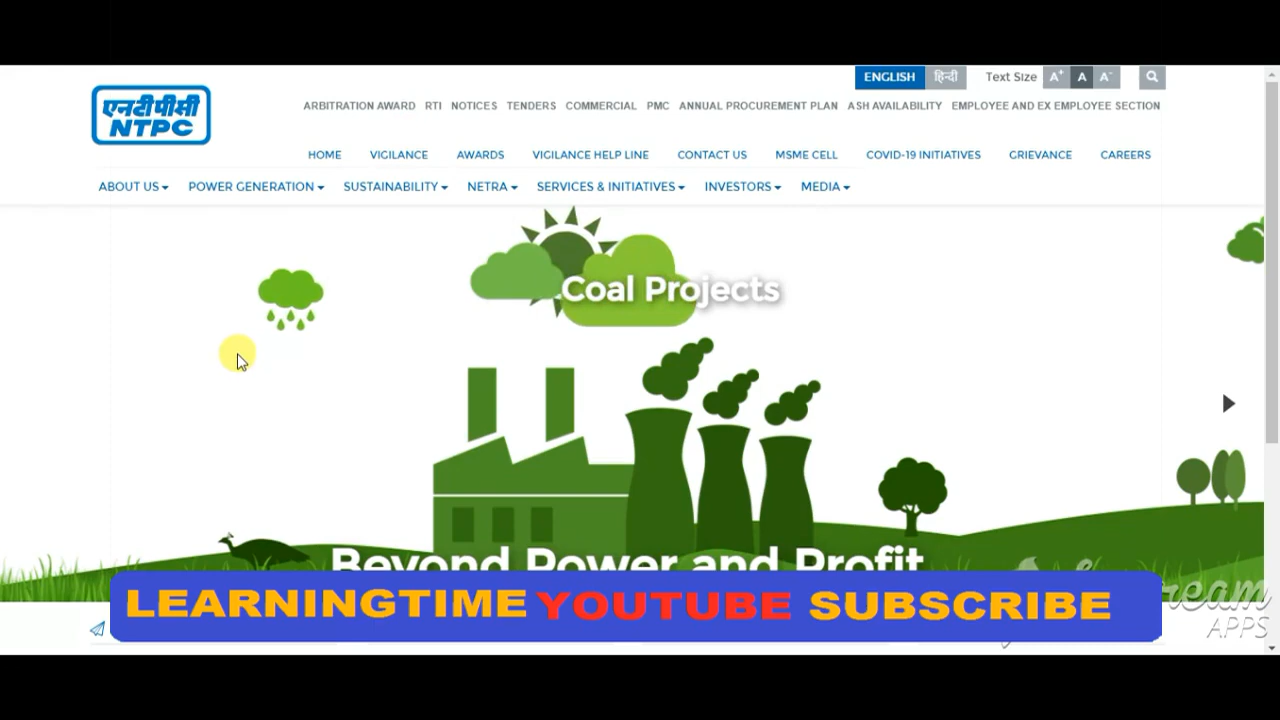 ENGLISH हिन्दी Text Size A+ A A-
एनटीपीसी
NTPC
ARBITRATION AWARD RTI NOTICES TENDERS COMMERCIAL PMC ANNUAL PROCUREMENT PLAN ASH AVAILABILITY EMPLOYEE AND EX EMPLOYEE SECTION
HOME VIGILANCE AWARDS VIGILANCE HELP LINE CONTACT US MSME CELL COVID-19 INITIATIVES GRIEVANCE CAREERS
ABOUT US POWER GENERATION SUSTAINABILITY NETRA SERVICES & INITIATIVES INVESTORS MEDIA
Coal Projects
Beyond Power and Profit
LEARNINGTIME YOUTUBE SUBSCRIBE
APPS